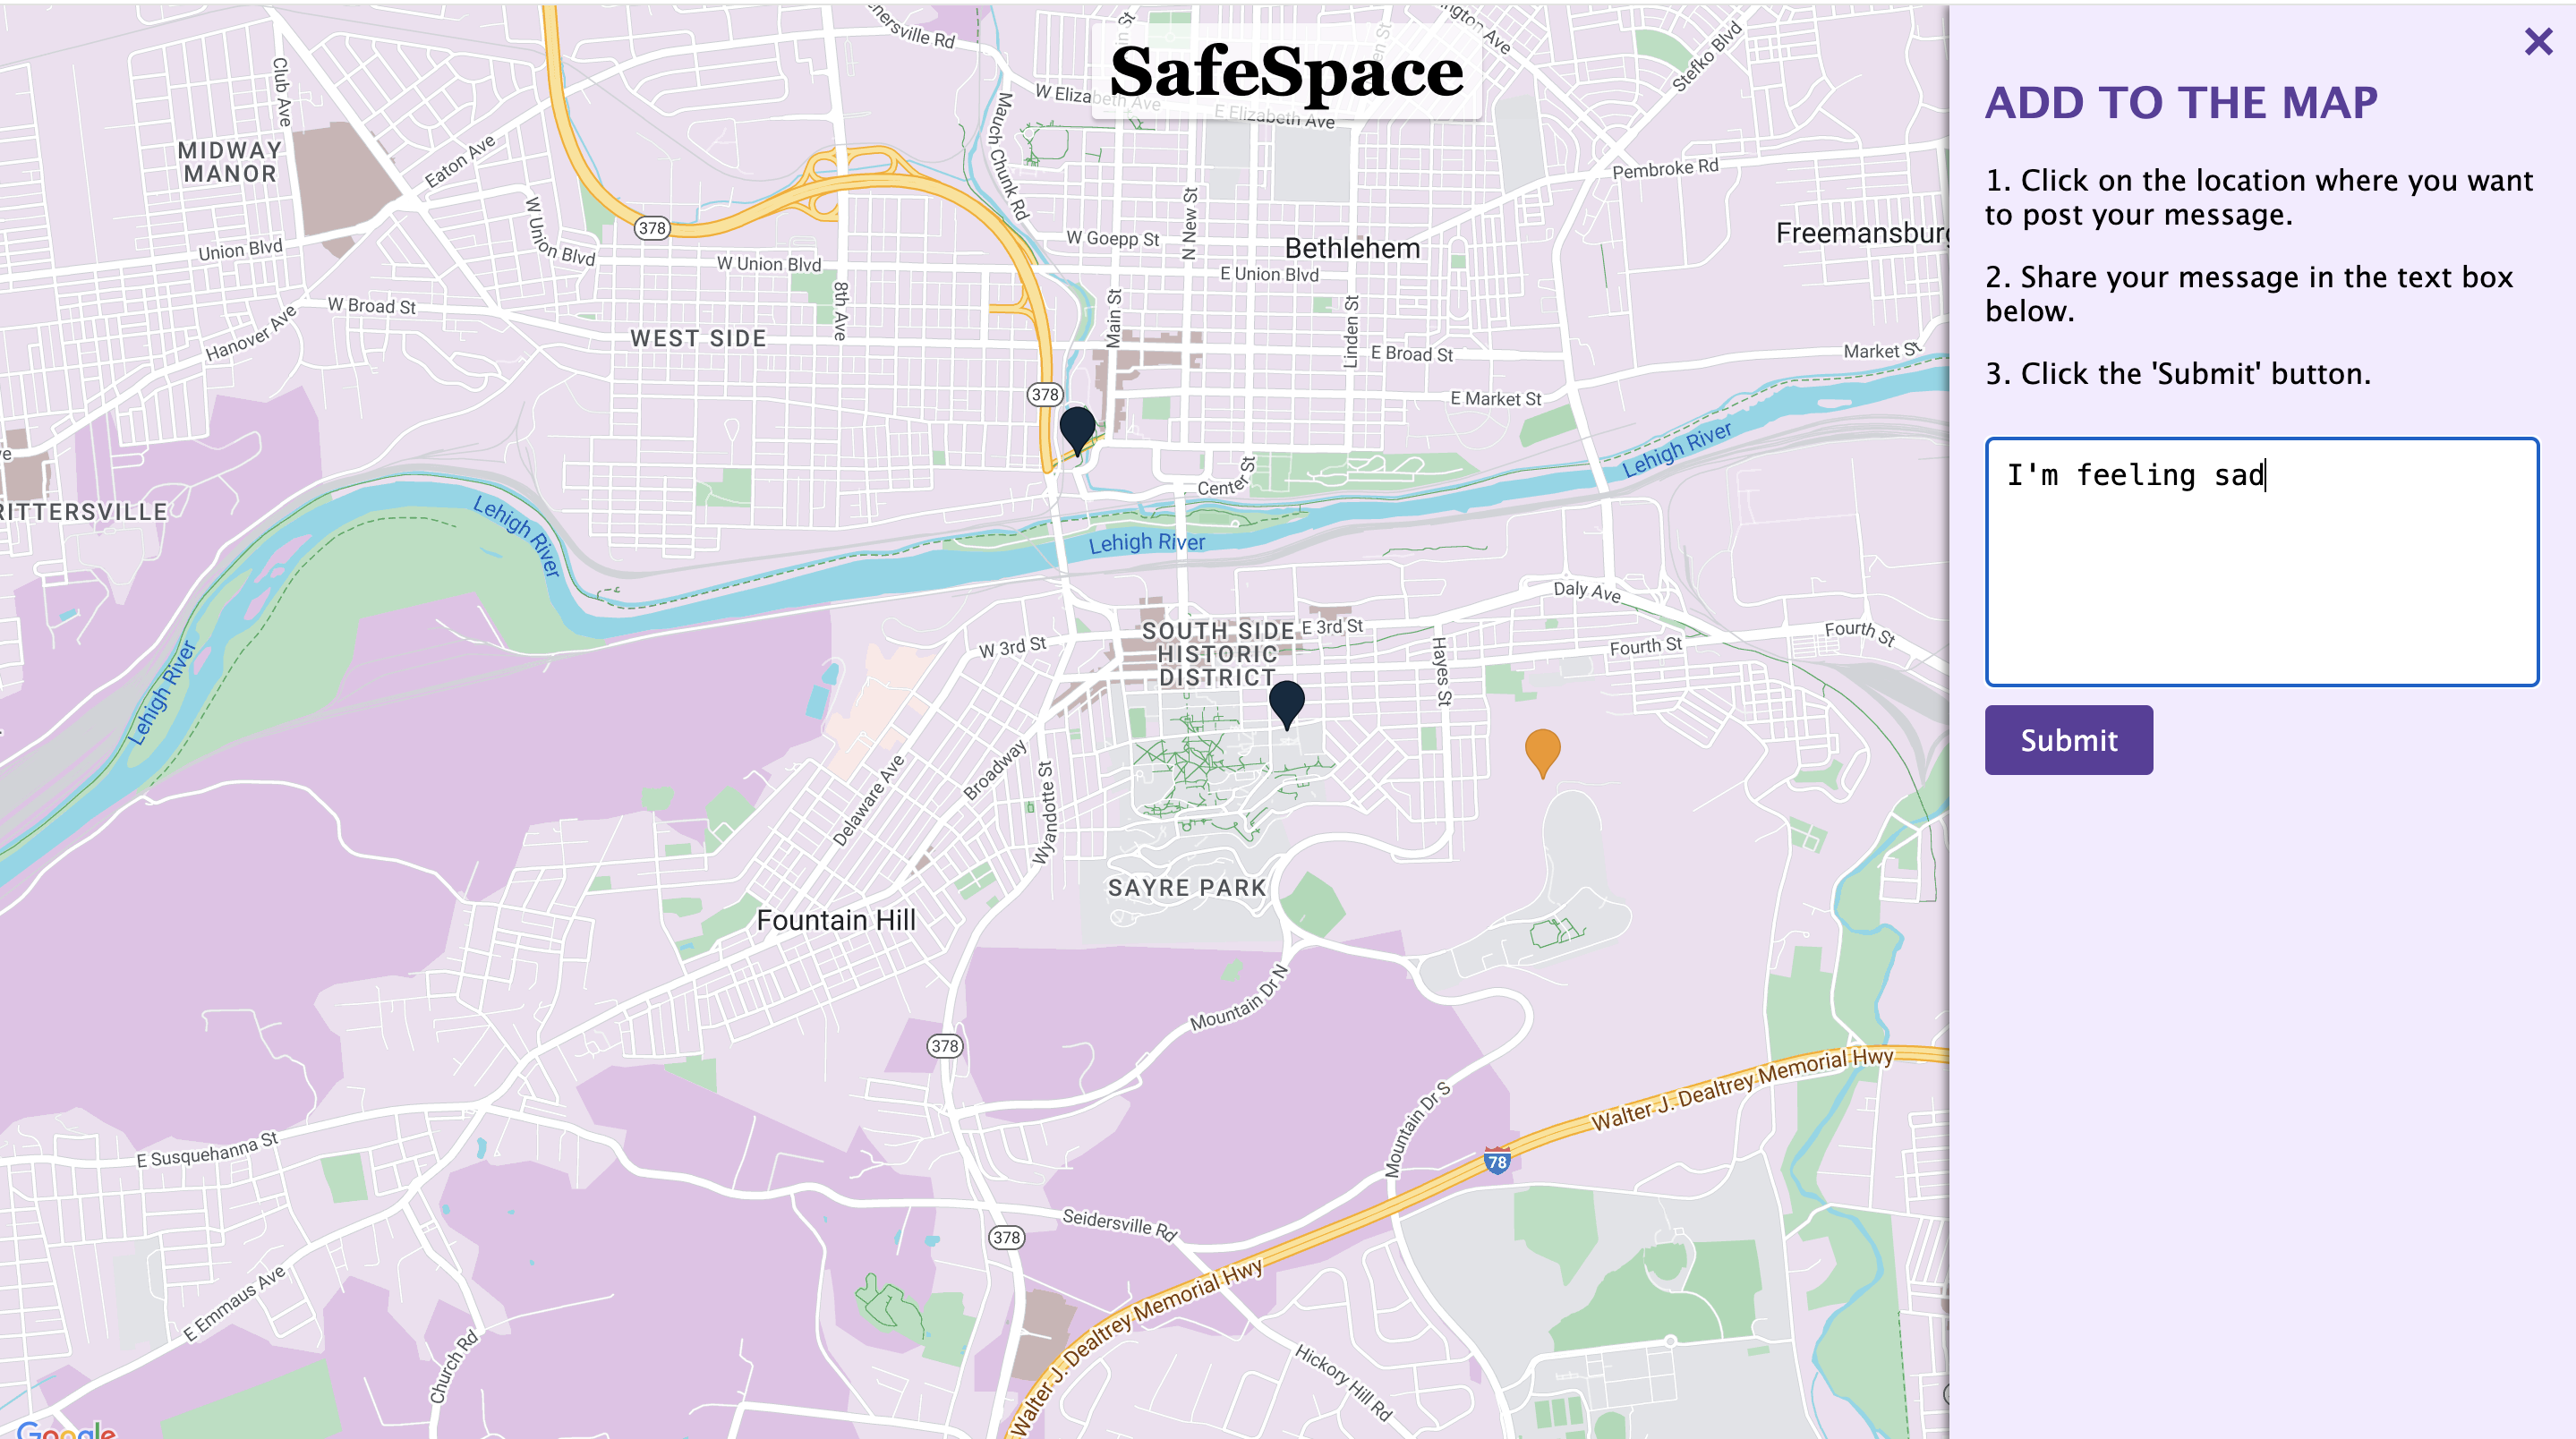 SafeSpace
nersville Rd
Club Ave
W Elizabeth Ave
E Elizabeth Ave
Stefko Blvd
MIDWAY
MANOR
Eaton Ave
Mauch Chunk Rd
Pembroke Rd
W Union Blvd
378
N New St
W Goepp St
Bethlehem
Freemansburg
Union Blvd
W Union Blvd
E Union Blvd
W Broad St
8th Ave
Main St
Linden St
Hanover Ave
WEST SIDE
E Broad St
Market St
378
E Market St
Lehigh River
RITTERSVILLE
Lehigh River
Center St
Lehigh River
Daly Ave
SOUTH SIDE
HISTORIC
DISTRICT
E 3rd St
W 3rd St
Hayes St
Fourth St
Fourth St
Lehigh River
Broadway
Delaware Ave
Wyandotte St
SAYRE PARK
Fountain Hill
Mountain Dr N
378
Walter J. Dealtrey Memorial Hwy
Mountain Dr S
E Susquehanna St
78
Seidersville Rd
378
Walter J. Dealtrey Memorial Hwy
E Emmaus Ave
Church Rd
Hickory Hill Rd
Google
ADD TO THE MAP
1. Click on the location where you want
to post your message.
2. Share your message in the text box
below.
3. Click the 'Submit' button.
I'm feeling sad
Submit